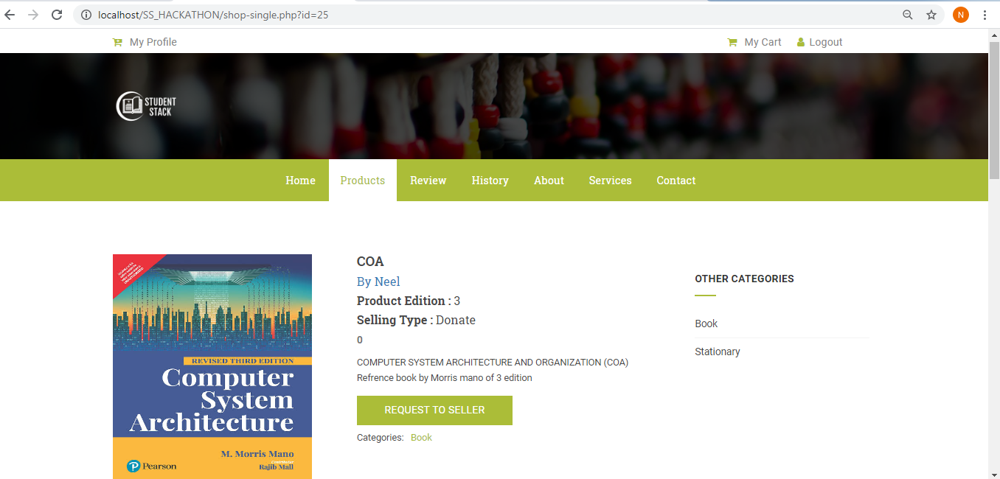 localhost/SS_HACKATHON/shop-single.php?id=25
N
My Profile
My Cart
Logout
STUDENT
STACK
Home
Products
Review
History
About
Services
Contact
COA
By Neel
Product Edition : 3
Selling Type : Donate
0
COMPUTER SYSTEM ARCHITECTURE AND ORGANIZATION (COA)
Refrence book by Morris mano of 3 edition
REQUEST TO SELLER
Categories: Book
OTHER CATEGORIES
Book
Stationary
REVISED THIRD EDITION
Computer
System
Architecture
M. Morris Mano
Rajib Mall
Pearson